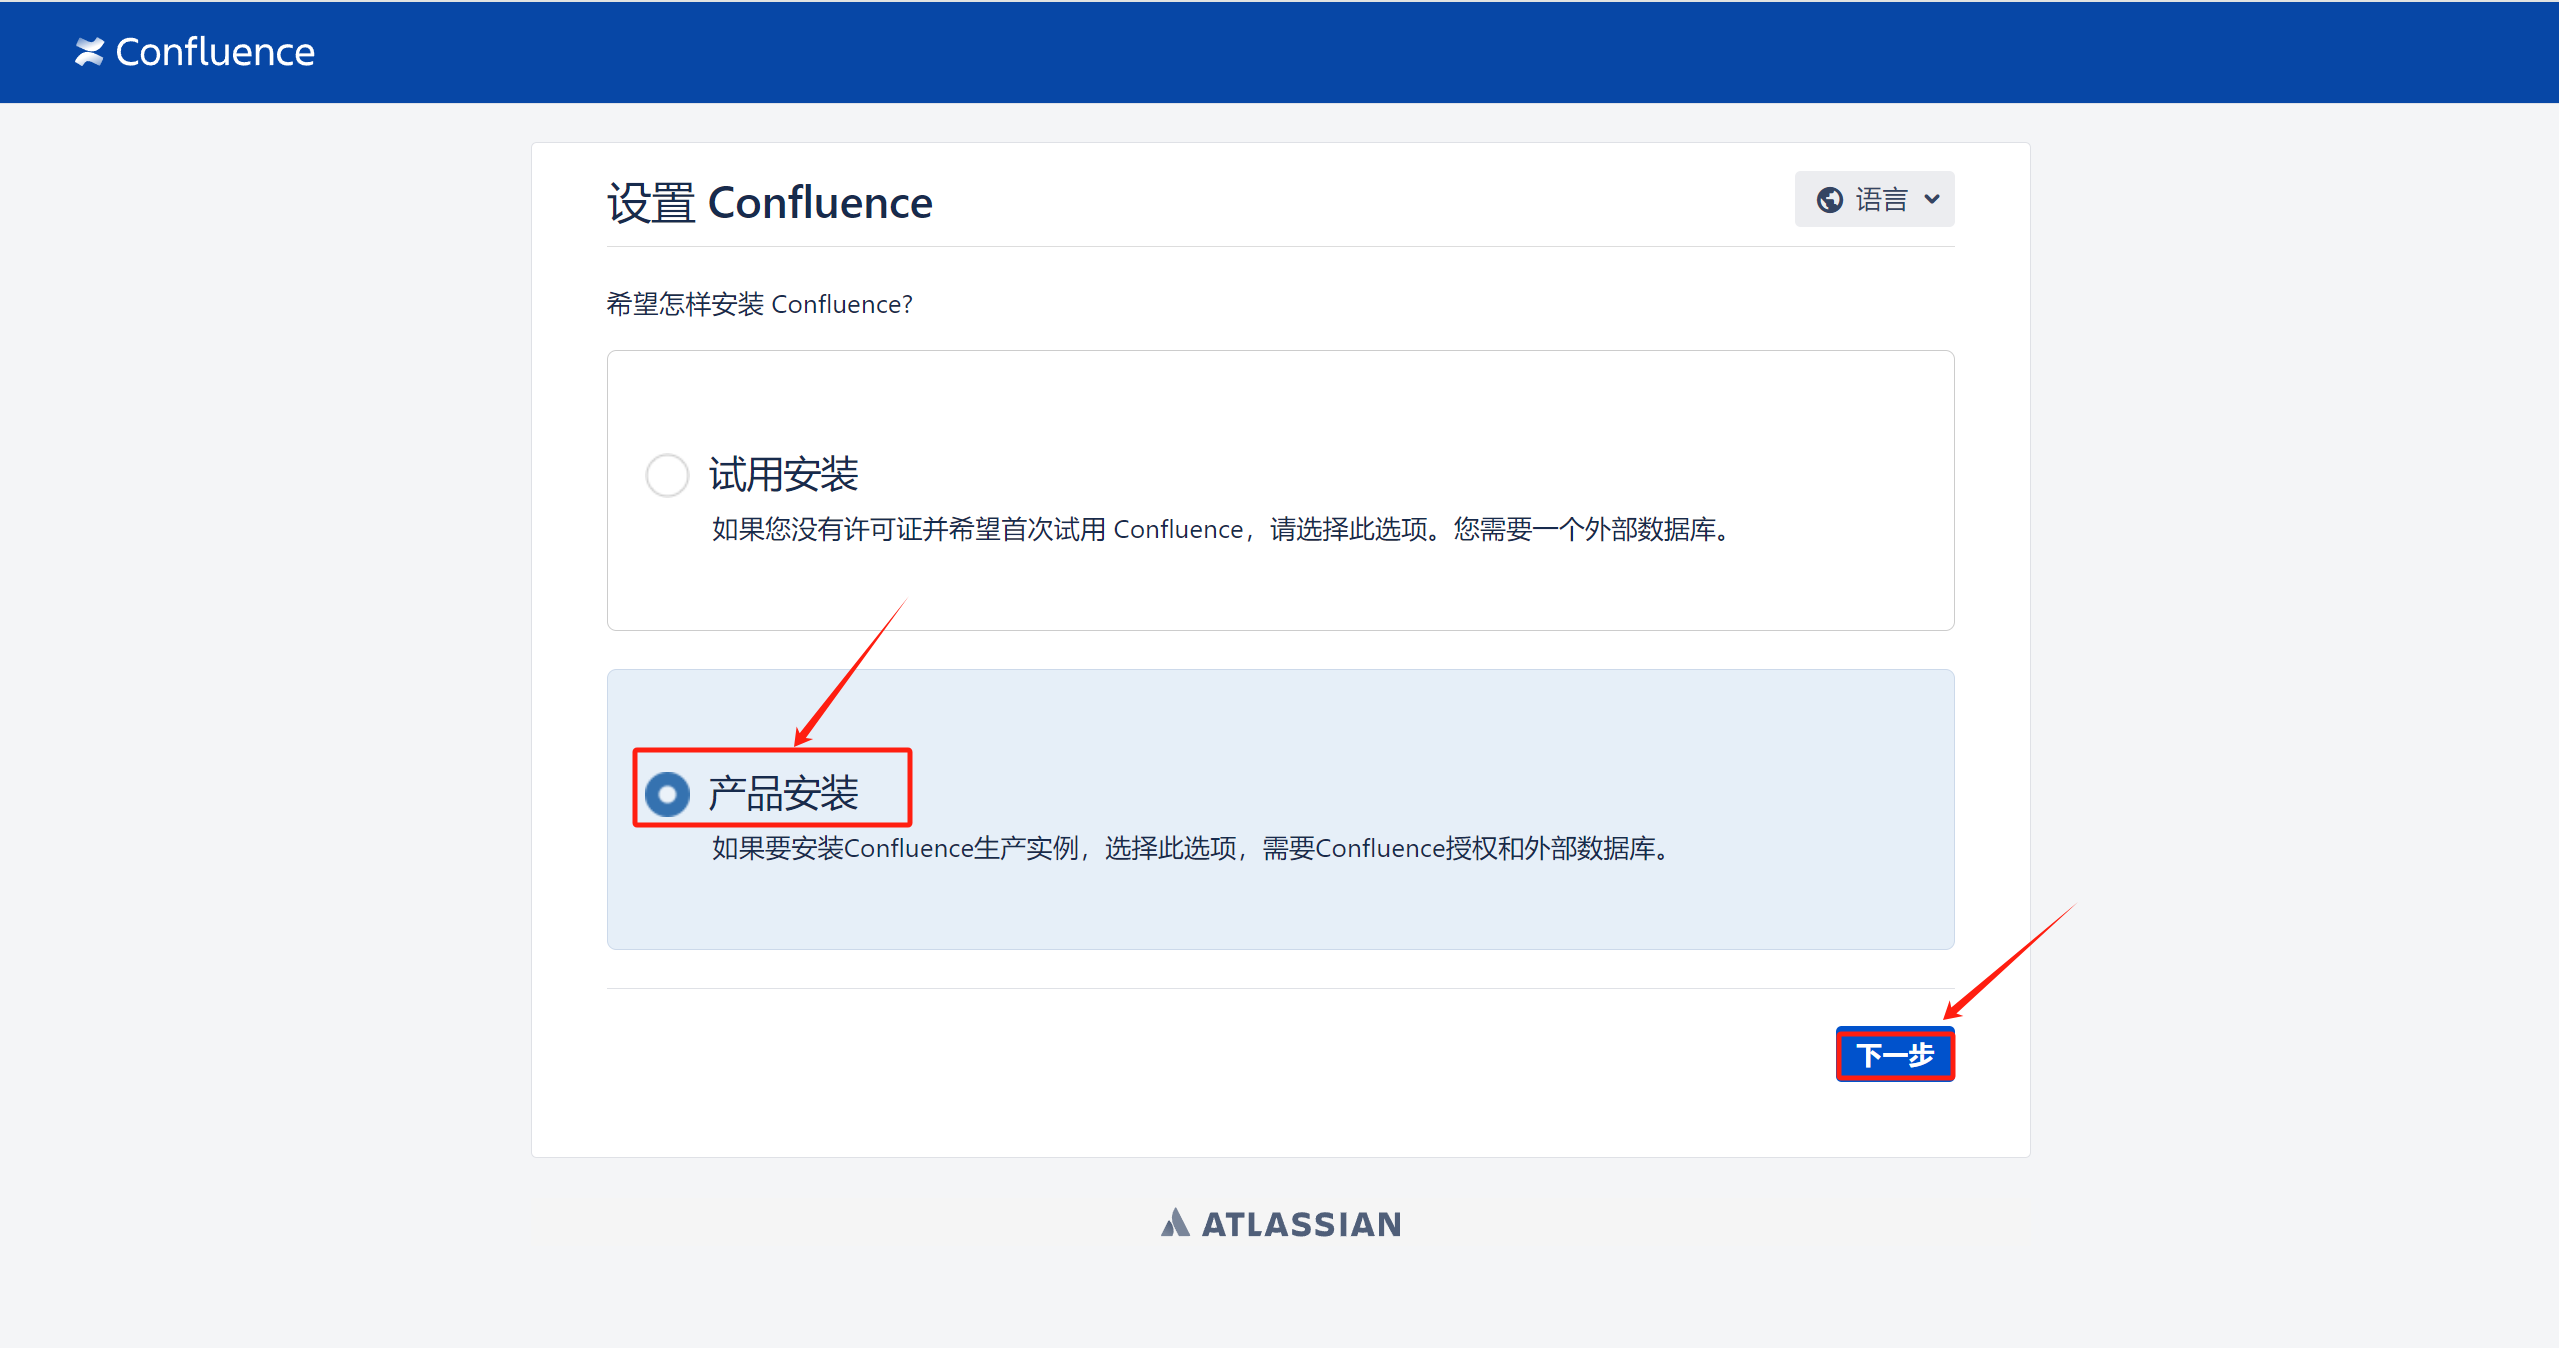 Confluence
设置 Confluence
语言
希望怎样安装 Confluence?
试用安装
如果您没有许可证并希望首次试用 Confluence，请选择此选项。您需要一个外部数据库。
产品安装
如果要安装Confluence生产实例，选择此选项，需要Confluence授权和外部数据库。
下一步
ATLASSIAN